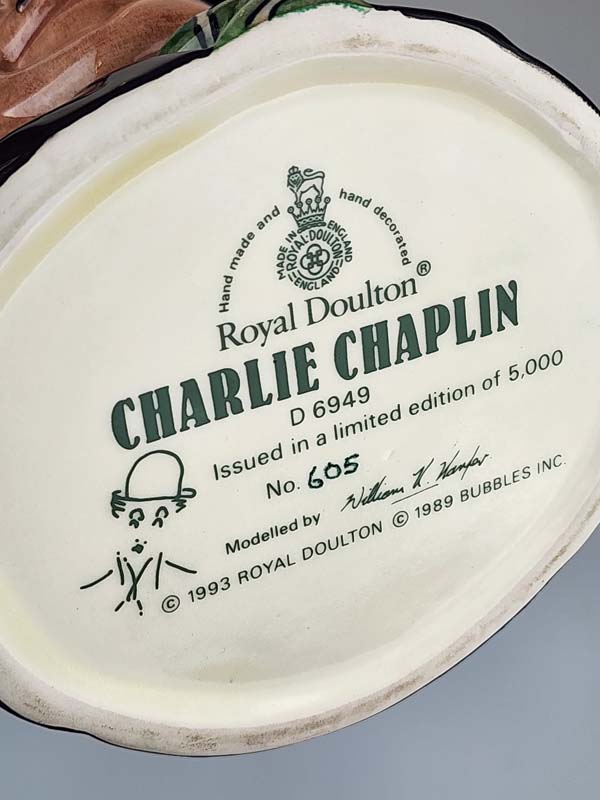 Hand made and hand decorated
MADE IN ENGLAND
ROYAL·DOULTON
ENGLAND
Royal Doulton®
CHARLIE CHAPLIN
D 6949
Issued in a limited edition of 5,000
No. 605
Modelled by William K. Harper
© 1993 ROYAL DOULTON © 1989 BUBBLES INC.